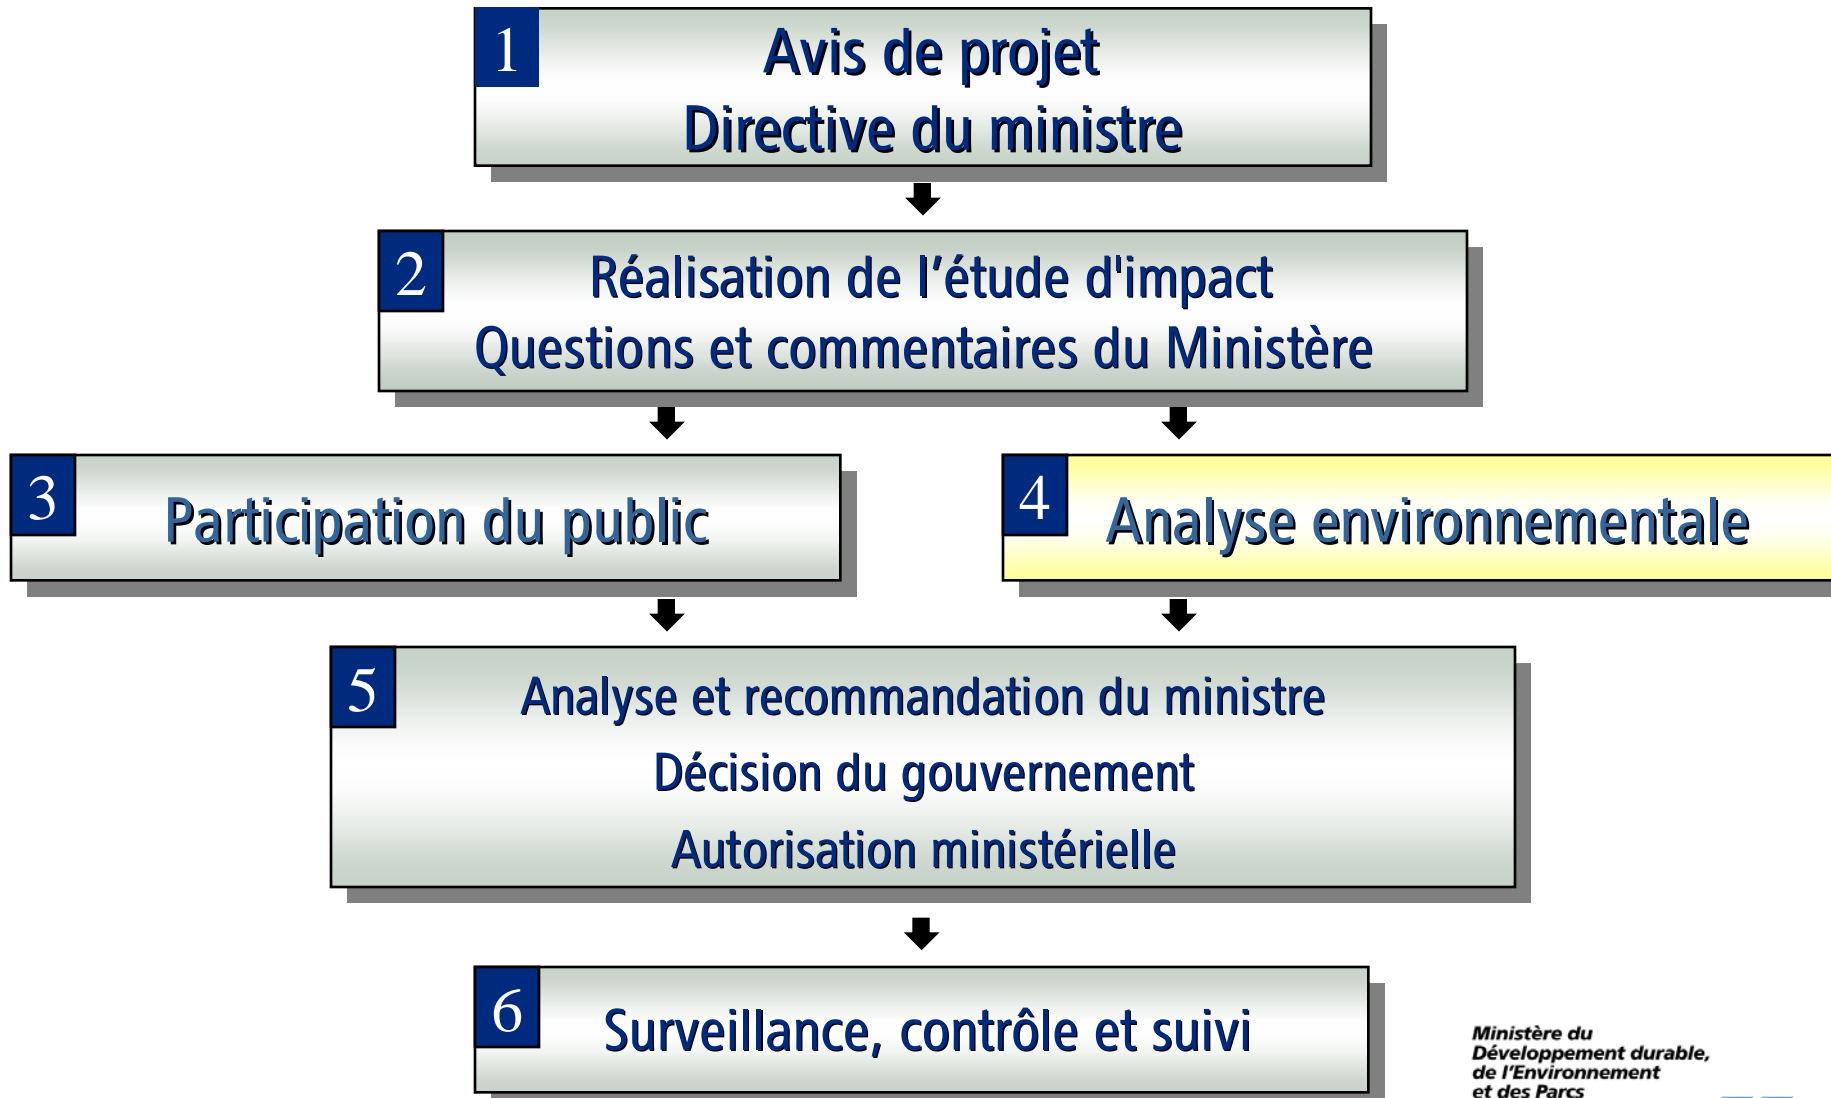 1
Avis de projet
Directive du ministre
2
Réalisation de l’étude d'impact
Questions et commentaires du Ministère
3
Participation du public
4
Analyse environnementale
5
Analyse et recommandation du ministre
Décision du gouvernement
Autorisation ministérielle
6
Surveillance, contrôle et suivi
Ministère du
Développement durable,
de l'Environnement
et des Parcs